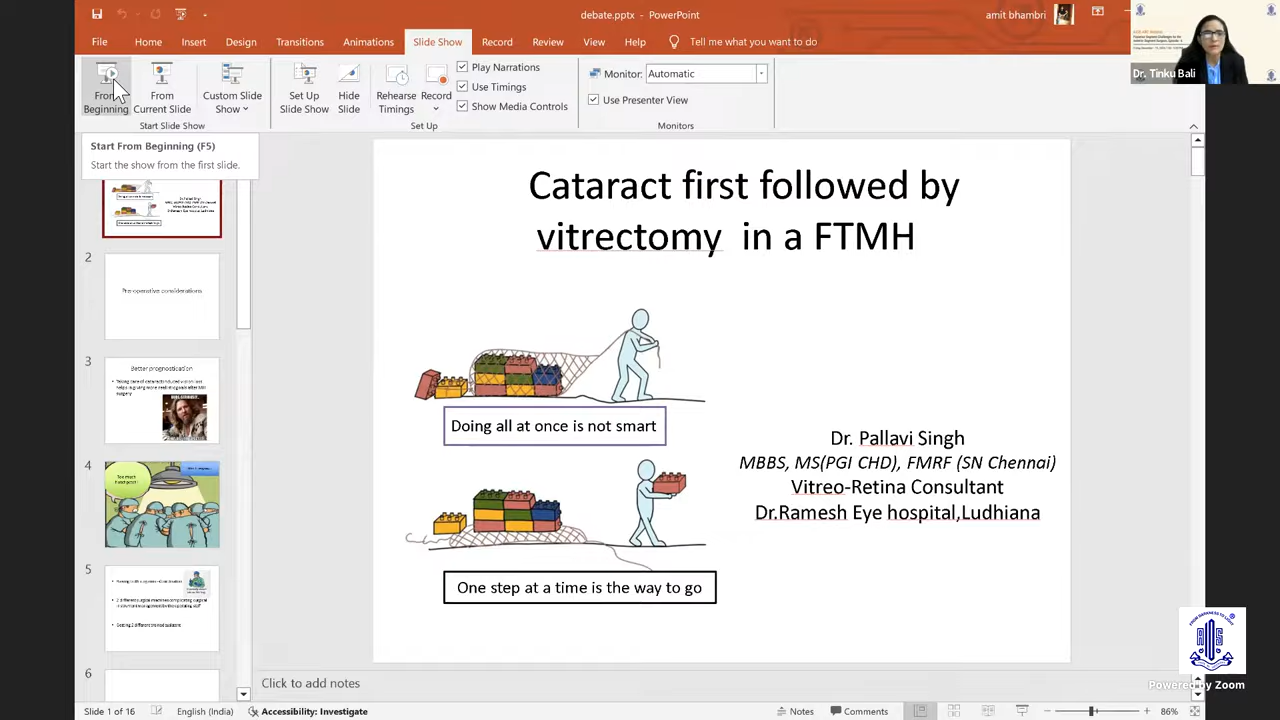 debate.pptx - PowerPoint
amit bhambri
File Home Insert Design Transitions Animations Slide Show Record Review View Help Tell me what you want to do
From Beginning
From Current Slide
Custom Slide Show
Start Slide Show
Set Up Slide Show
Hide Slide
Rehearse Timings
Record
Play Narrations
Use Timings
Show Media Controls
Set Up
Monitor: Automatic
Use Presenter View
Monitors
Dr. Tinku Bali
Start From Beginning (F5)
Start the show from the first slide.
2
Pre-operative considerations
3
Better prognostication
4
5
6
Cataract first followed by
vitrectomy in a FTMH
Doing all at once is not smart
One step at a time is the way to go
Dr. Pallavi Singh
MBBS, MS(PGI CHD), FMRF (SN Chennai)
Vitreo-Retina Consultant
Dr.Ramesh Eye hospital,Ludhiana
Click to add notes
Powered by Zoom
Slide 1 of 16 English (India) Accessibility: Investigate Notes Comments 86%